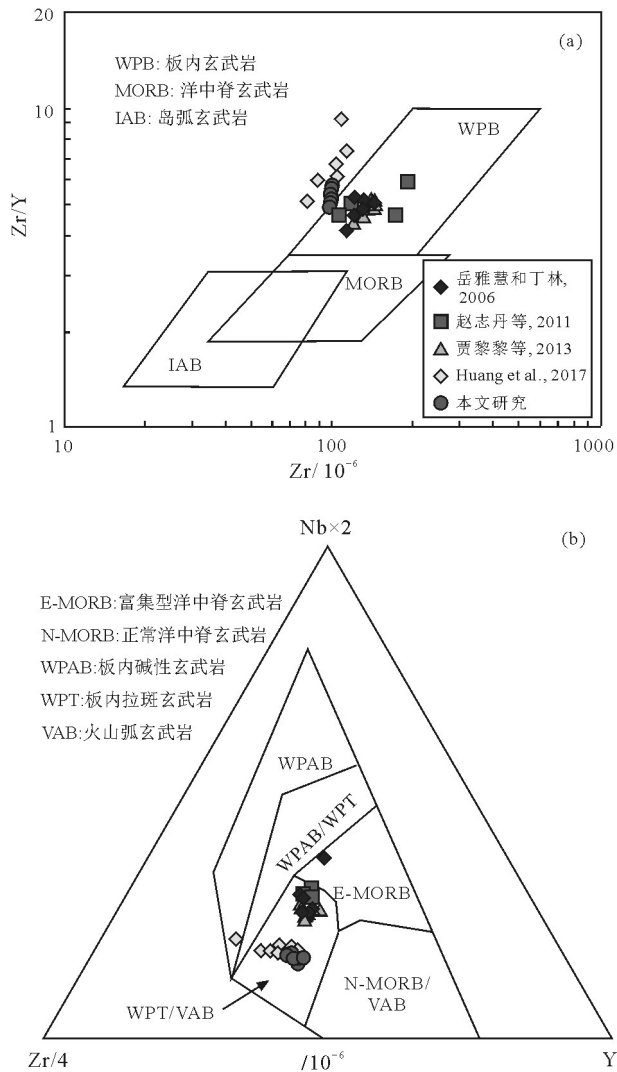 20
(a)
WPB: 板内玄武岩
MORB: 洋中脊玄武岩
IAB: 岛弧玄武岩
10
WPB
Zr/Y
MORB
IAB
岳雅慧和丁林,
2006
赵志丹等, 2011
贾黎黎等, 2013
Huang et al., 2017
本文研究
1
10
100
1000
Zr/ 10⁻⁶
Nb×2
(b)
E-MORB:富集型洋中脊玄武岩
N-MORB:正常洋中脊玄武岩
WPAB:板内碱性玄武岩
WPT:板内拉斑玄武岩
VAB:火山弧玄武岩
WPAB
WPAB/WPT
E-MORB
N-MORB/
VAB
WPT/VAB
Zr/4
/10⁻⁶
Y